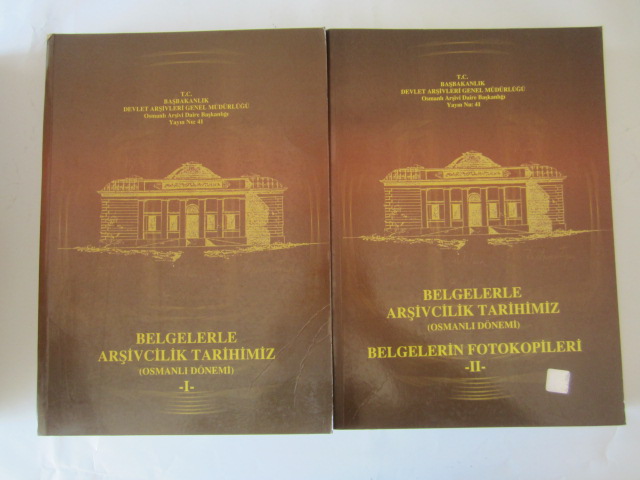 T.C.
BAŞBAKANLIK
DEVLET ARŞİVLERİ GENEL MÜDÜRLÜĞÜ
Osmanlı Arşivi Daire Başkanlığı
Yayın Nu: 41
BELGELERLE
ARŞİVCİLİK TARİHİMİZ
(OSMANLI DÖNEMİ)
-I-
T.C.
BAŞBAKANLIK
DEVLET ARŞİVLERİ GENEL MÜDÜRLÜĞÜ
Osmanlı Arşivi Daire Başkanlığı
Yayın Nu: 41
BELGELERLE
ARŞİVCİLİK TARİHİMİZ
(OSMANLI DÖNEMİ)
BELGELERİN FOTOKOPİLERİ
-II-